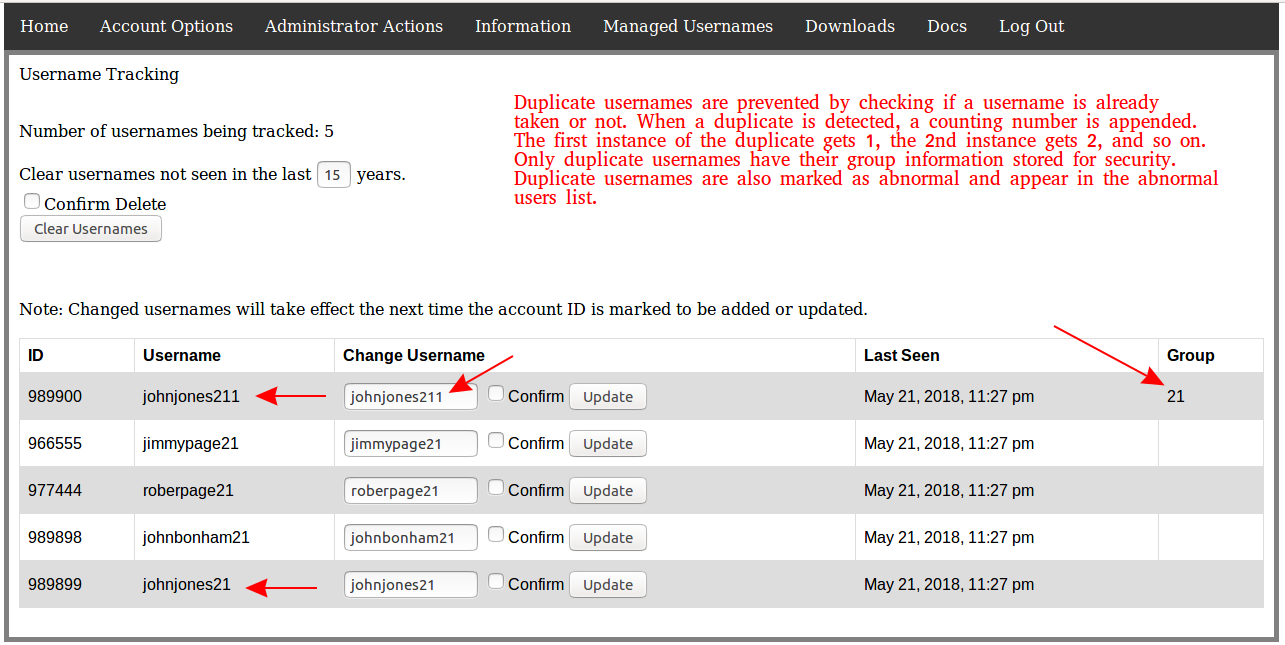 Home Account Options Administrator Actions Information Managed Usernames Downloads Docs Log Out
Username Tracking
Duplicate usernames are prevented by checking if a username is already
taken or not. When a duplicate is detected, a counting number is appended.
The first instance of the duplicate gets 1, the 2nd instance gets 2, and so on.
Only duplicate usernames have their group information stored for security.
Duplicate usernames are also marked as abnormal and appear in the abnormal
users list.
Number of usernames being tracked: 5
Clear usernames not seen in the last 15 years.
Confirm Delete
Clear Usernames
Note: Changed usernames will take effect the next time the account ID is marked to be added or updated.
ID Username Change Username Last Seen Group
989900 johnjones211 johnjones211 Confirm Update May 21, 2018, 11:27 pm 21
966555 jimmypage21 jimmypage21 Confirm Update May 21, 2018, 11:27 pm
977444 roberpage21 roberpage21 Confirm Update May 21, 2018, 11:27 pm
989898 johnbonham21 johnbonham21 Confirm Update May 21, 2018, 11:27 pm
989899 johnjones21 johnjones21 Confirm Update May 21, 2018, 11:27 pm